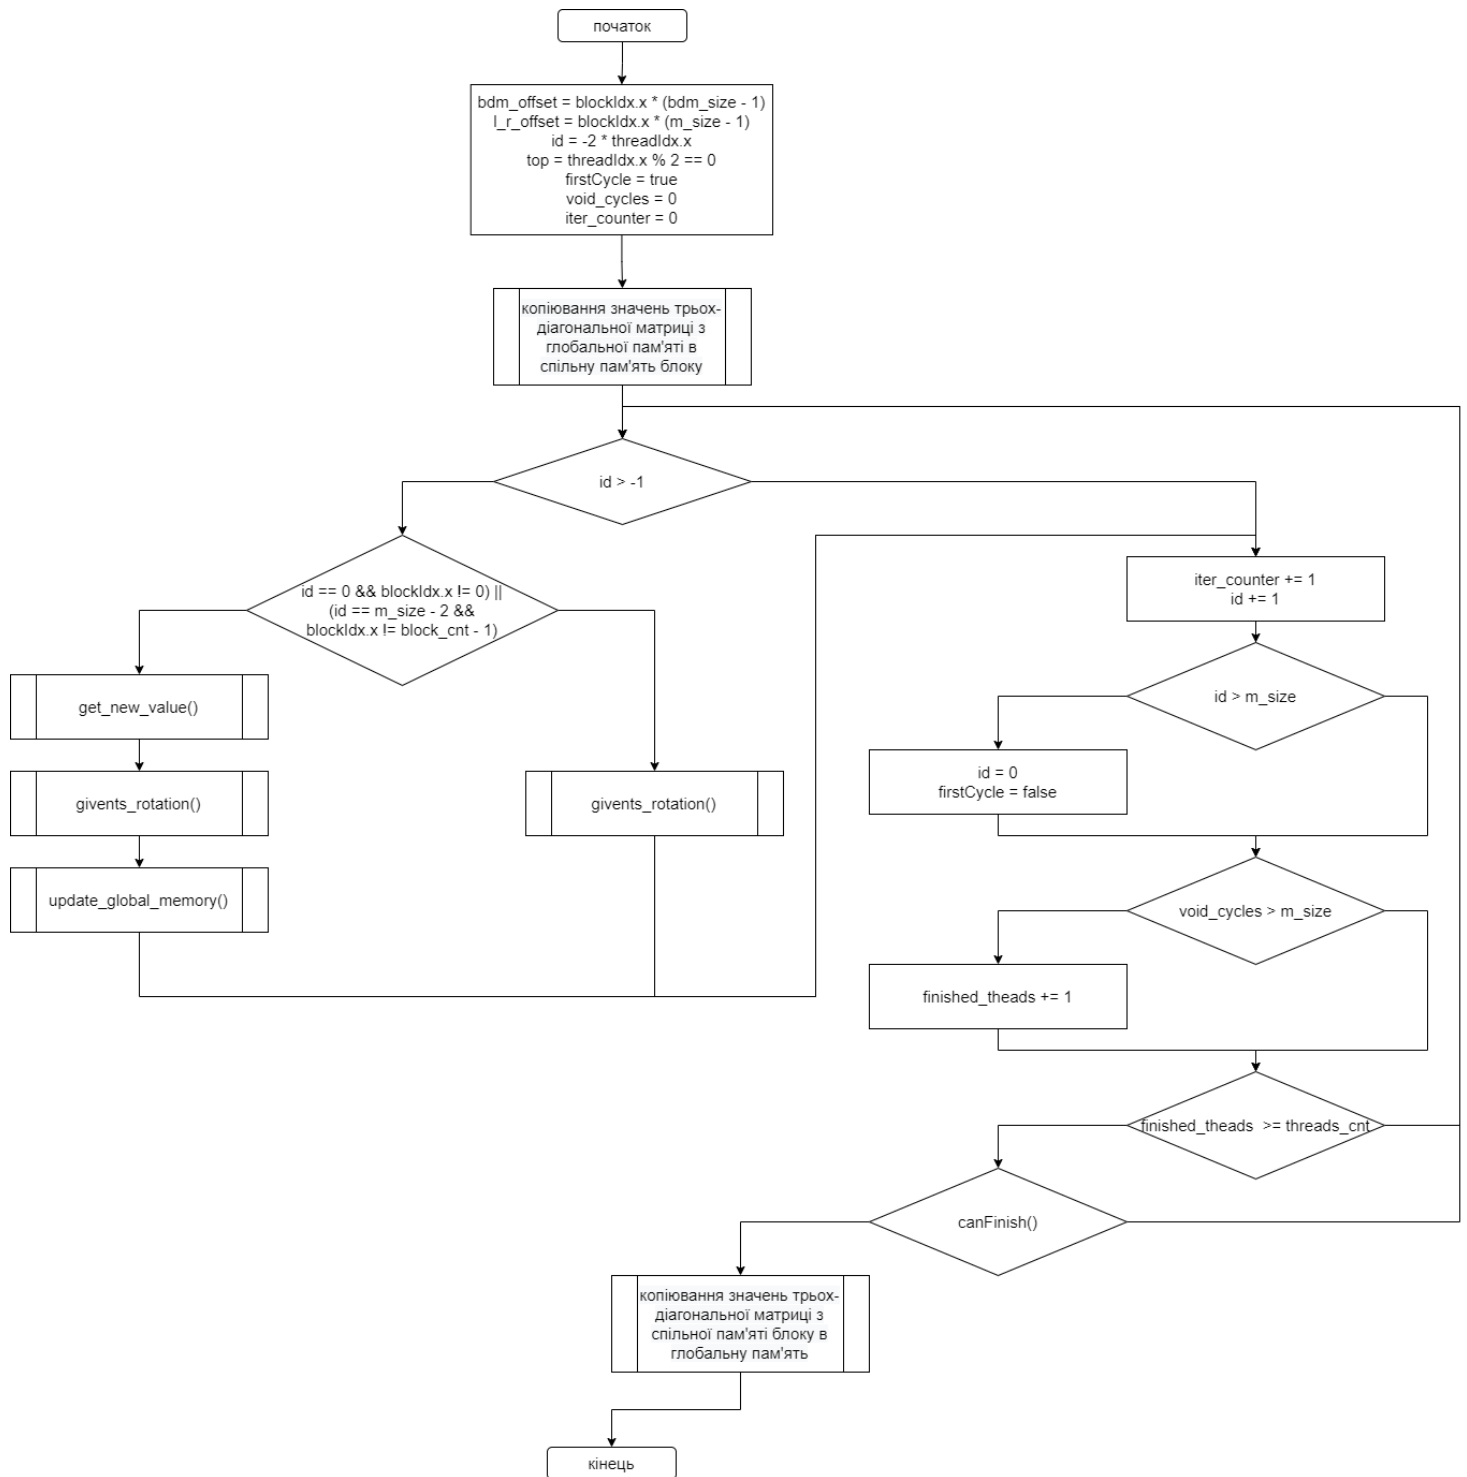 початок
bdm_offset = blockIdx.x * (bdm_size - 1)
l_r_offset = blockIdx.x * (m_size - 1)
id = -2 * threadIdx.x
top = threadIdx.x % 2 == 0
firstCycle = true
void_cycles = 0
iter_counter = 0
копіювання значень трьох-
діагональної матриці з
глобальної пам'яті в
спільну пам'ять блоку
id > -1
id == 0 && blockIdx.x != 0) ||
(id == m_size - 2 &&
blockIdx.x != block_cnt - 1)
get_new_value()
givents_rotation()
update_global_memory()
givents_rotation()
iter_counter += 1
id += 1
id > m_size
id = 0
firstCycle = false
void_cycles > m_size
finished_theads += 1
finished_theads >= threads_cnt
canFinish()
копіювання значень трьох-
діагональної матриці з
спільної пам'яті блоку в
глобальну пам'ять
кінець